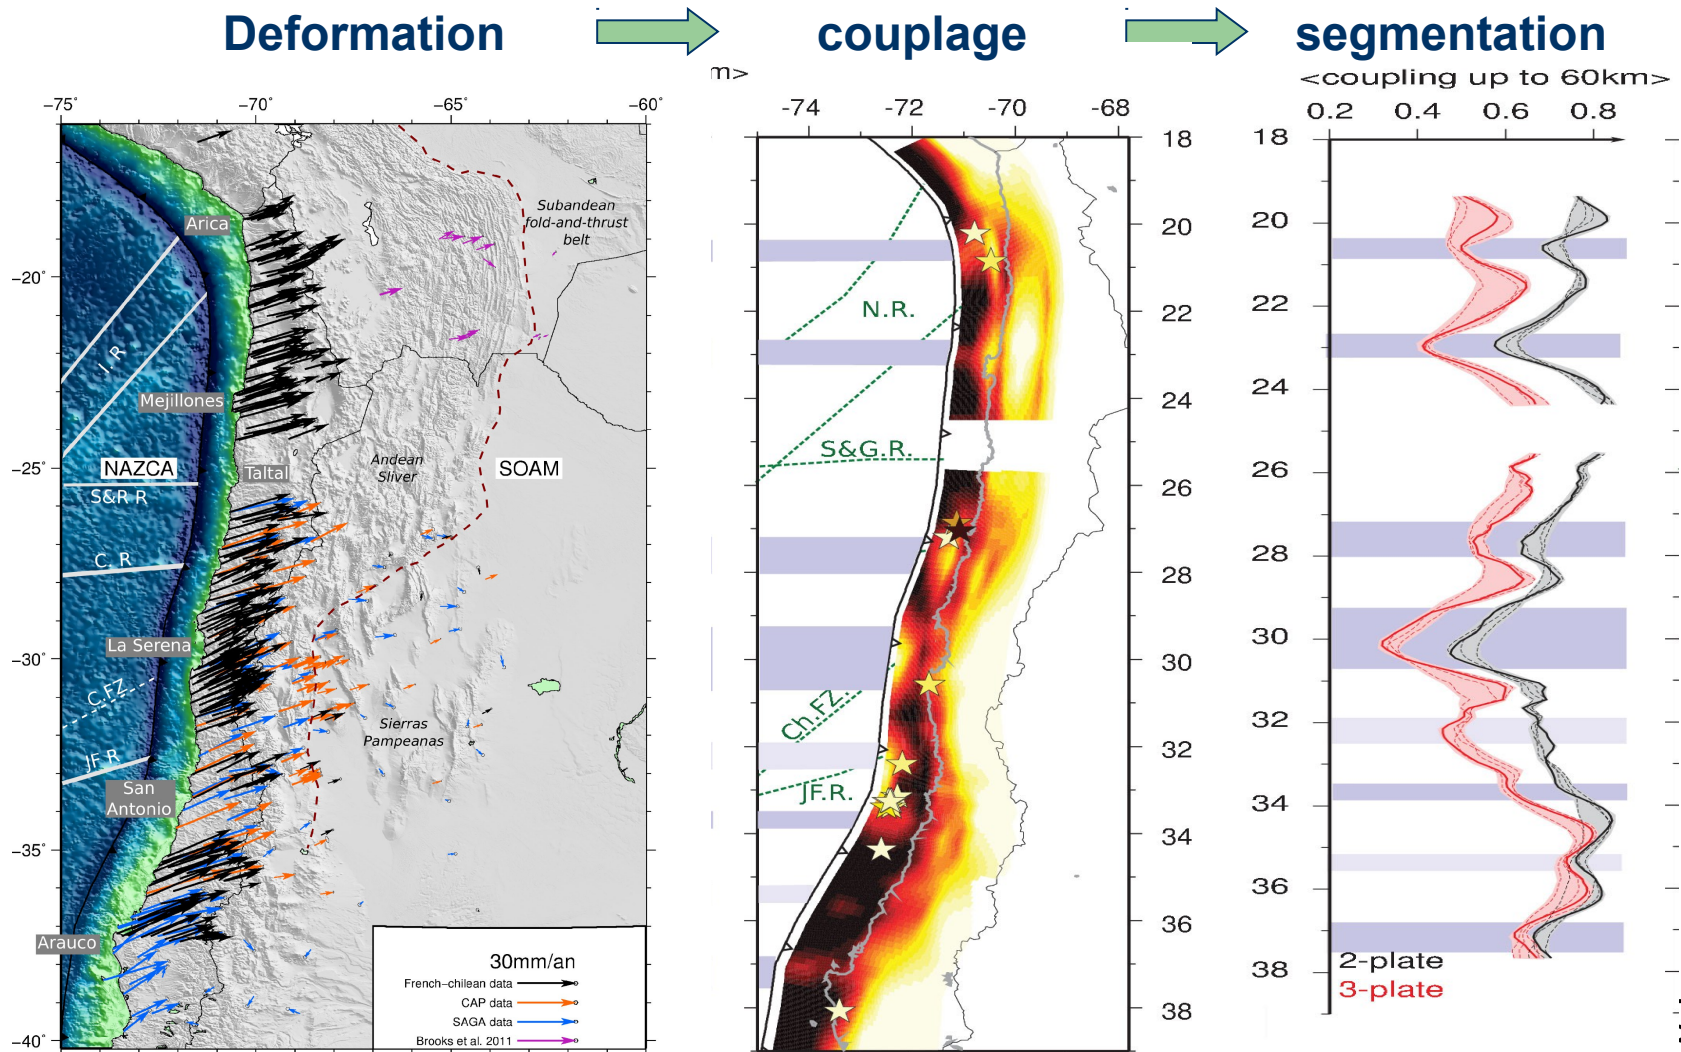 Deformation
couplage
segmentation
m>
<coupling up to 60km>
−75°
−70°
−65°
−60°
−20°
−25°
−30°
−35°
−40°
Arica
Subandean
fold-and-thrust
belt
I. R
Mejillones
NAZCA
Taltal
Andean
Sliver
SOAM
S&R R
C. R
La Serena
C.FZ.
Sierras
Pampeanas
JF R
San
Antonio
Arauco
30mm/an
French−chilean data
CAP data
SAGA data
Brooks et al. 2011
-74
-72
-70
-68
18
20
22
24
26
28
30
32
34
36
38
N.R.
S&G.R.
Ch.FZ.
JF.R.
0.2
0.4
0.6
0.8
18
20
22
24
26
28
30
32
34
36
38
2-plate
3-plate